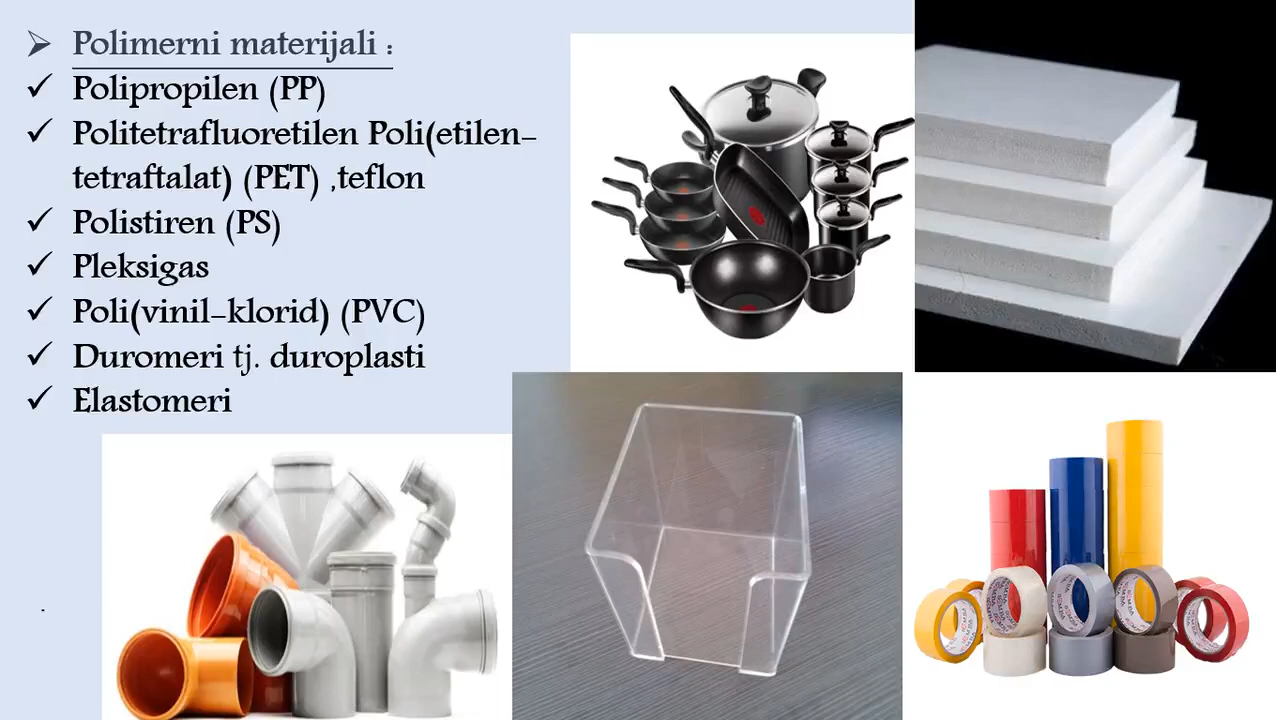 Polimerni materijali :
Polipropilen (PP)
Politetrafluoretilen Poli(etilen-
tetraftalat) (PET) ,teflon
Polistiren (PS)
Pleksigas
Poli(vinil-klorid) (PVC)
Duromeri tj. duroplasti
Elastomeri